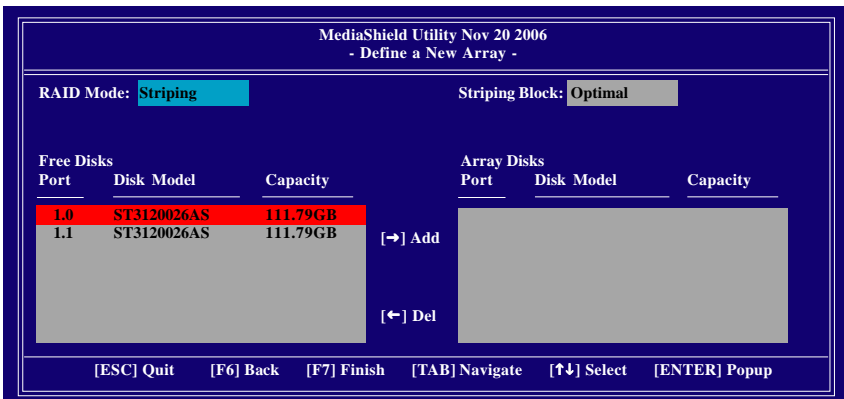 MediaShield Utility Nov 20 2006
- Define a New Array -
RAID Mode: Striping
Striping Block: Optimal
Free Disks
Port Disk Model Capacity
1.0 ST3120026AS 111.79GB
1.1 ST3120026AS 111.79GB
[→] Add
[←] Del
Array Disks
Port Disk Model Capacity
[ESC] Quit [F6] Back [F7] Finish [TAB] Navigate [↑↓] Select [ENTER] Popup